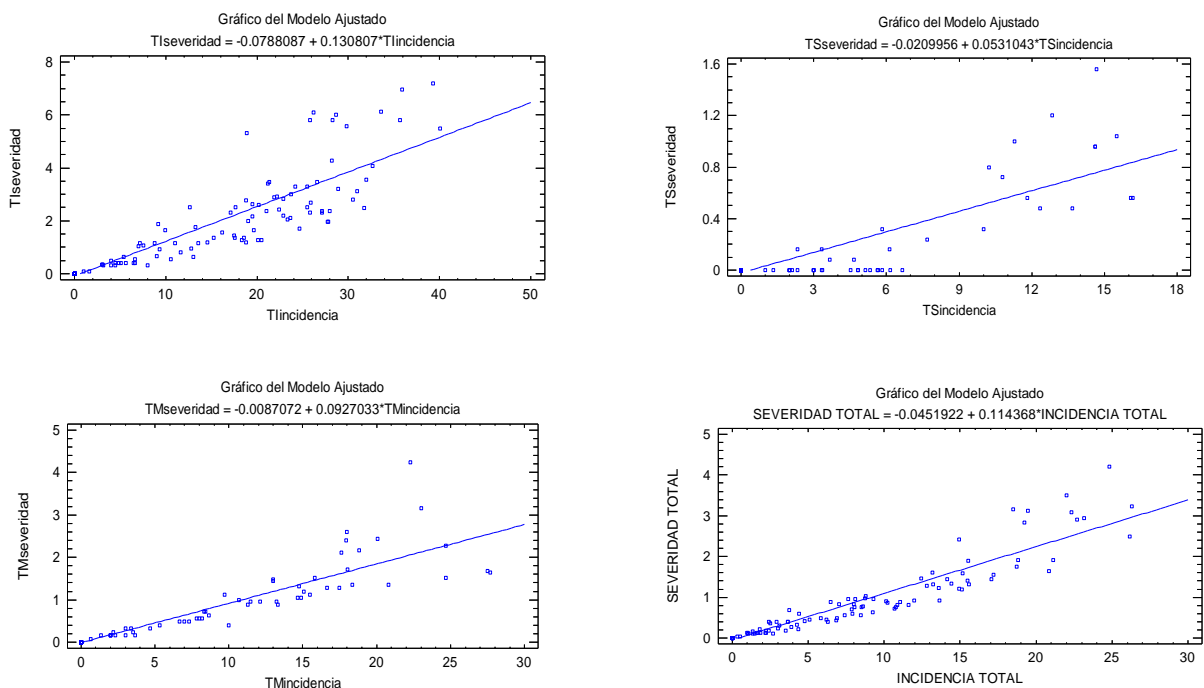 Gráfico del Modelo Ajustado
TIseveridad = -0.0788087 + 0.130807*TIincidencia
8
6
4
2
0
TIseveridad
0 10 20 30 40 50
TIincidencia
Gráfico del Modelo Ajustado
TSseveridad = -0.0209956 + 0.0531043*TSincidencia
1.6
1.2
0.8
0.4
0
TSseveridad
0 3 6 9 12 15 18
TSincidencia
Gráfico del Modelo Ajustado
TMseveridad = -0.0087072 + 0.0927033*TMincidencia
5
4
3
2
1
0
TMseveridad
0 5 10 15 20 25 30
TMincidencia
Gráfico del Modelo Ajustado
SEVERIDAD TOTAL = -0.0451922 + 0.114368*INCIDENCIA TOTAL
5
4
3
2
1
0
SEVERIDAD TOTAL
0 5 10 15 20 25 30
INCIDENCIA TOTAL